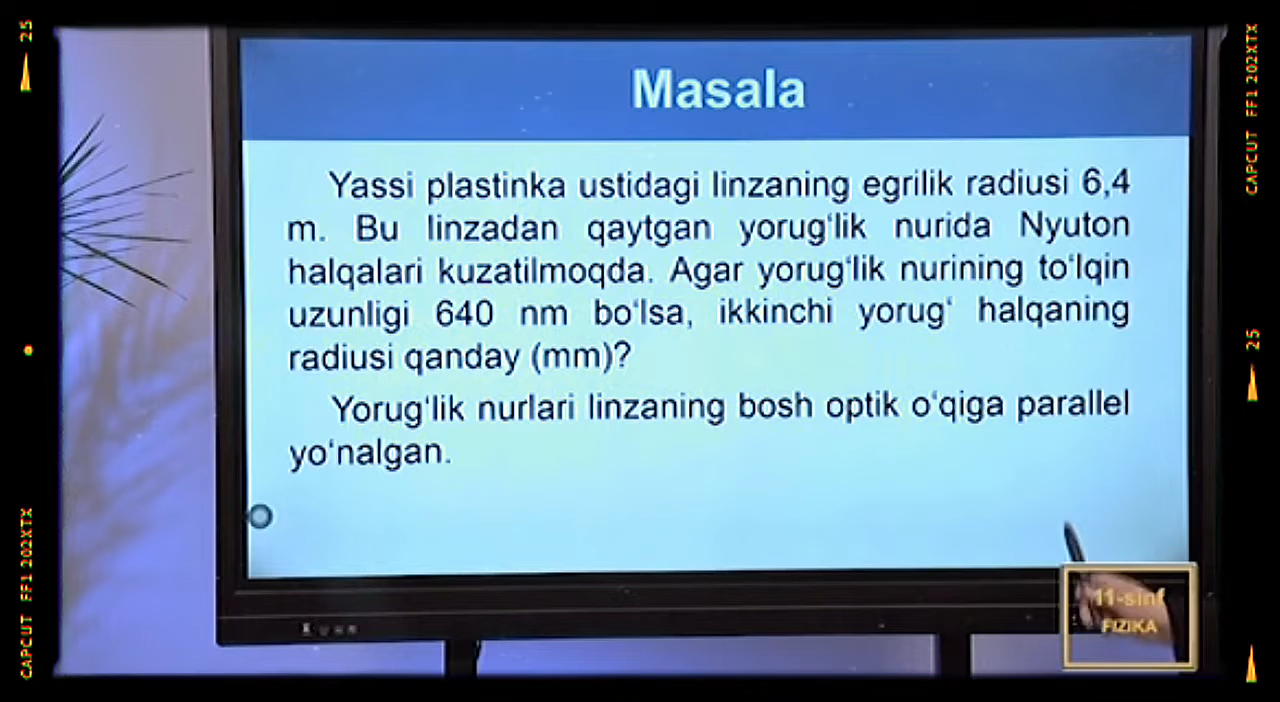 Masala
Yassi plastinka ustidagi linzaning egrilik radiusi 6,4
m. Bu linzadan qaytgan yorug‘lik nurida Nyuton
halqalari kuzatilmoqda. Agar yorug‘lik nurining to‘lqin
uzunligi 640 nm bo‘lsa, ikkinchi yorug‘ halqaning
radiusi qanday (mm)?
Yorug‘lik nurlari linzaning bosh optik o‘qiga parallel
yo‘nalgan.
11-sinf
FIZIKA
25
CAPCUT FF1 202XTX
CAPCUT FF1 202XTX
25